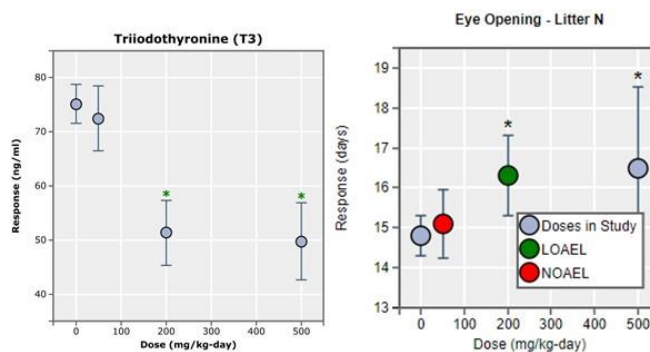 Triiodothyronine (T3)
Response (ng/ml)
80
70
60
50
40
*
*
0 100 200 300 400 500
Dose (mg/kg-day)
Eye Opening - Litter N
Response (days)
19
18
17
16
15
14
13
*
*
Doses in Study
LOAEL
NOAEL
0 100 200 300 400 500
Dose (mg/kg-day)